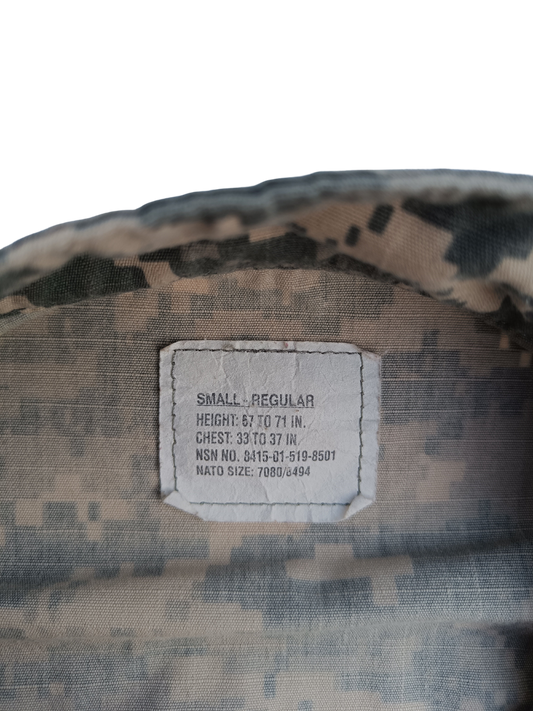 SMALL - REGULAR
HEIGHT: 67 TO 71 IN.
CHEST: 33 TO 37 IN.
NSN NO. 8415-01-519-8501
NATO SIZE: 7080/8494